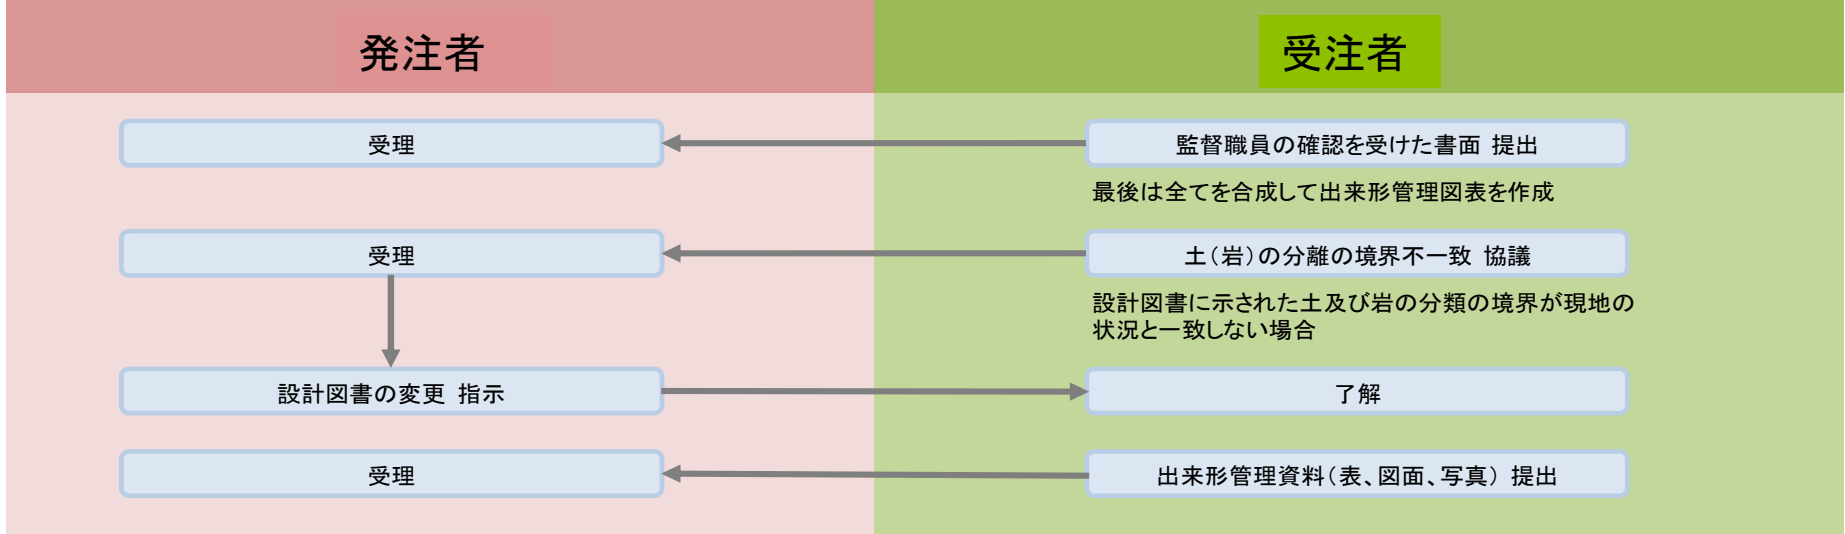 発注者
受注者
受理
監督職員の確認を受けた書面 提出
最後は全てを合成して出来形管理図表を作成
受理
土(岩)の分離の境界不一致 協議
設計図書に示された土及び岩の分類の境界が現地の
状況と一致しない場合
設計図書の変更 指示
了解
受理
出来形管理資料(表、図面、写真) 提出